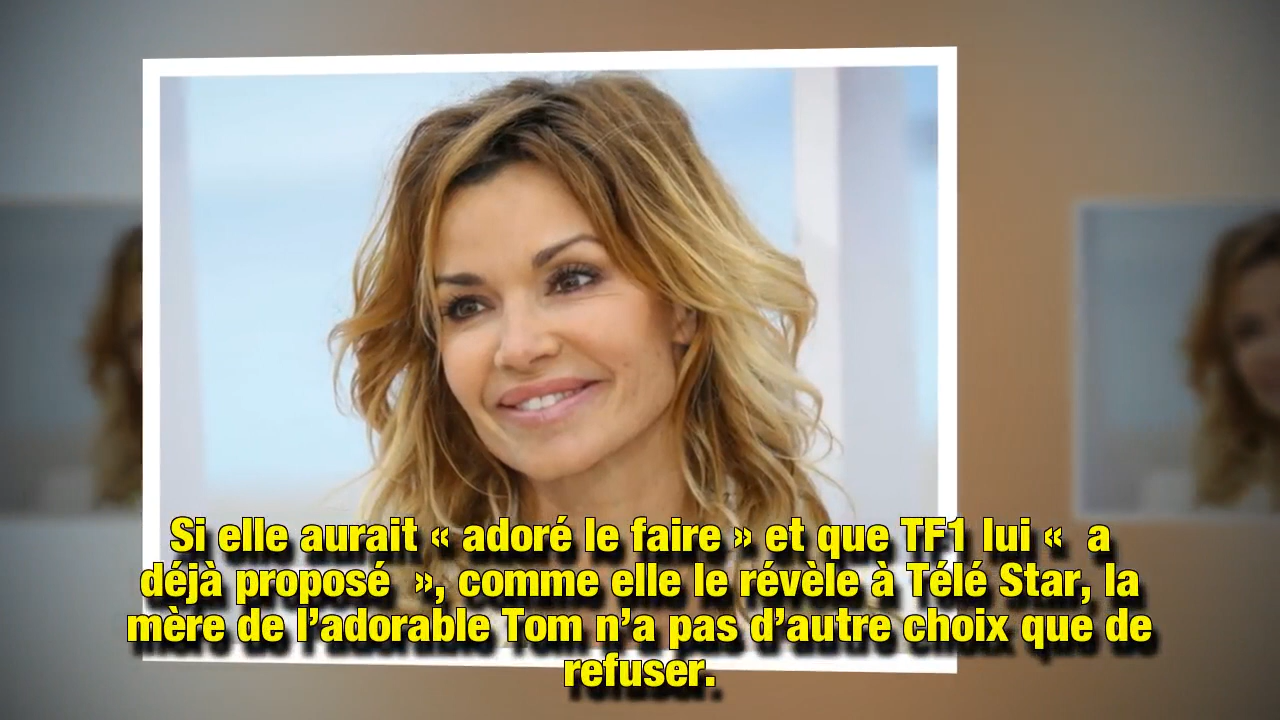 Si elle aurait « adoré le faire » et que TF1 lui «  a
déjà proposé  », comme elle le révèle à Télé Star, la
mère de l’adorable Tom n’a pas d’autre choix que de
refuser.